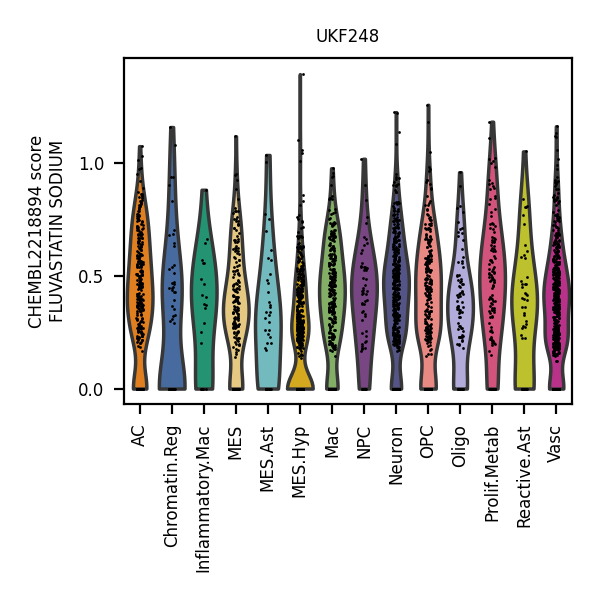 UKF248
CHEMBL2218894 score
FLUVASTATIN SODIUM
1.0
0.5
0.0
AC
Chromatin.Reg
Inflammatory.Mac
MES
MES.Ast
MES.Hyp
Mac
NPC
Neuron
OPC
Oligo
Prolif.Metab
Reactive.Ast
Vasc